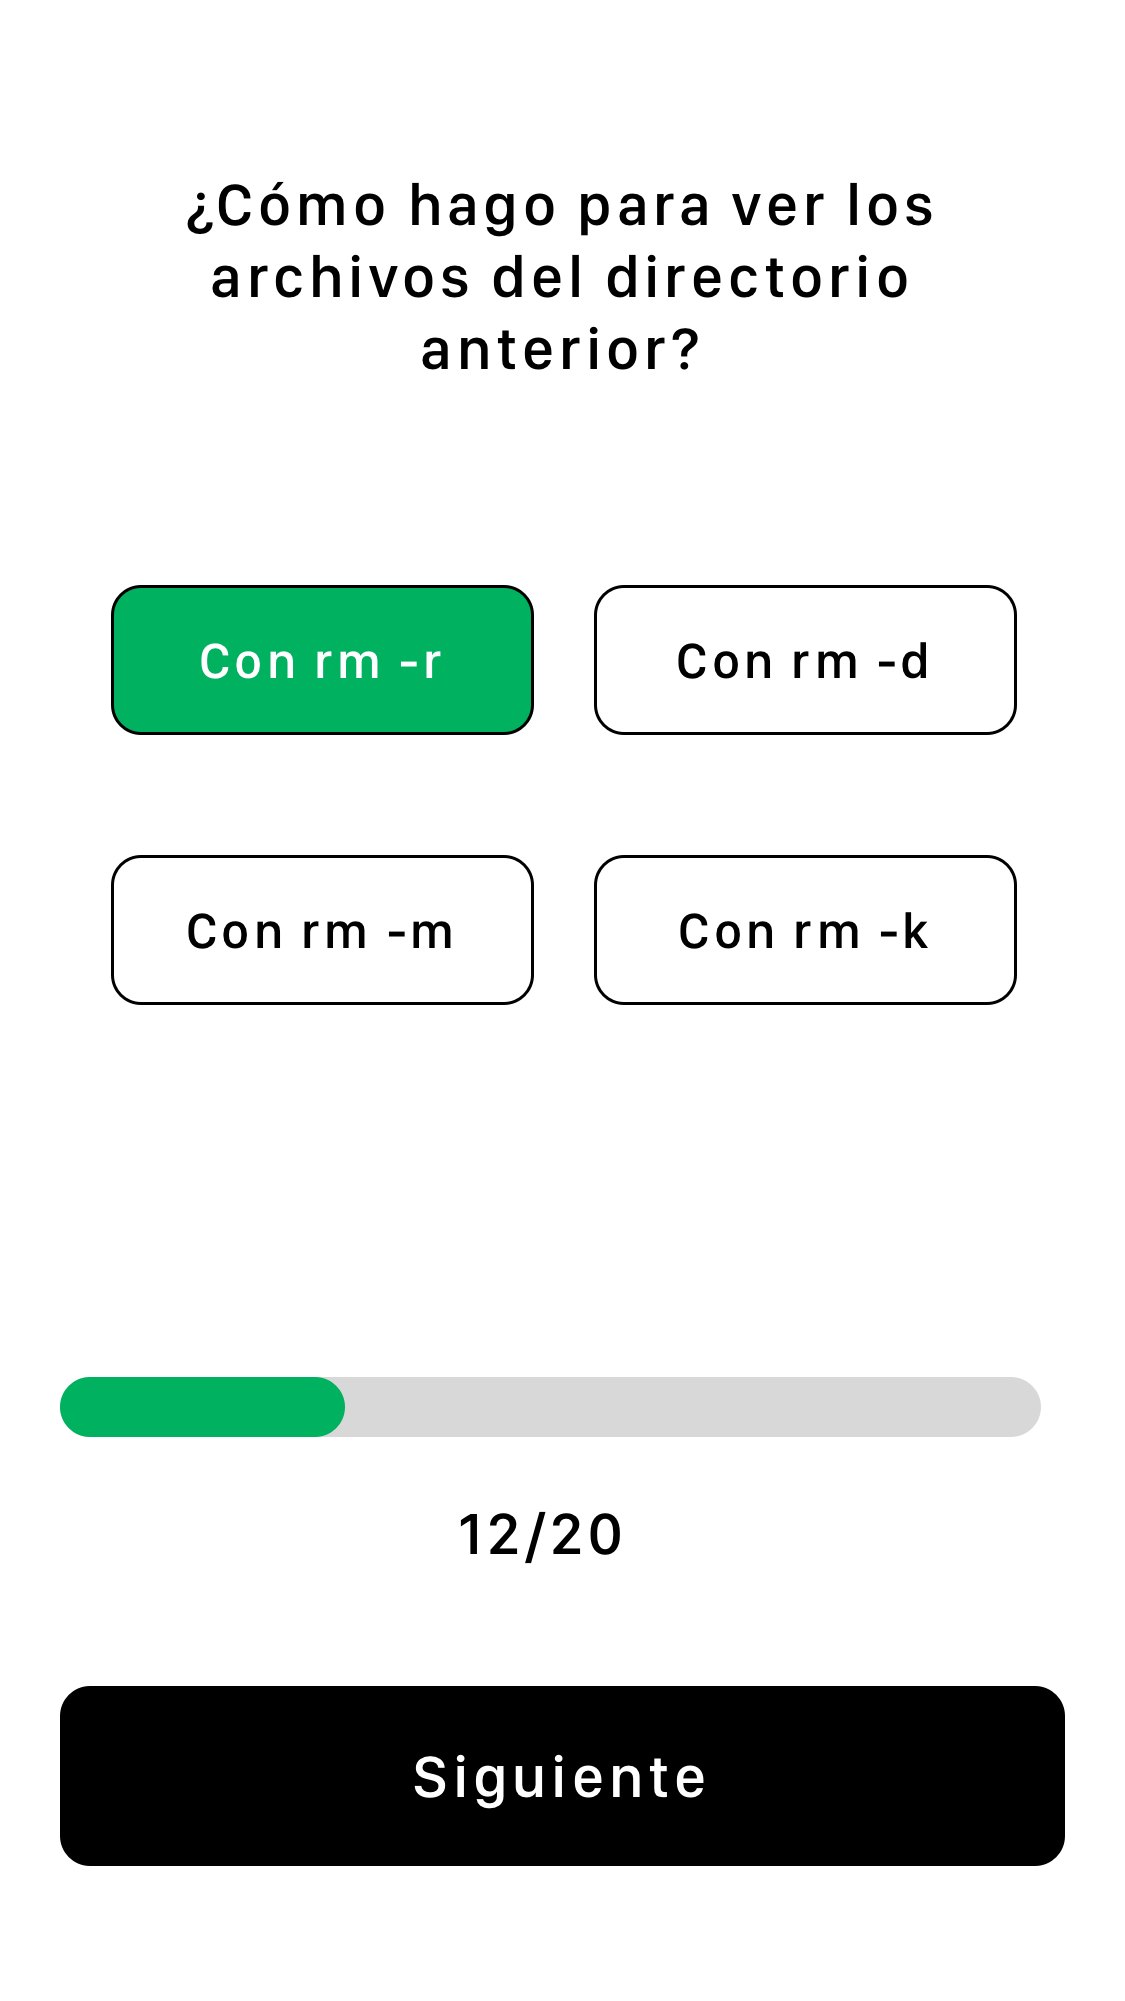 ¿Cómo hago para ver los
archivos del directorio
anterior?
Con rm -r
Con rm -d
Con rm -m
Con rm -k
12/20
Siguiente